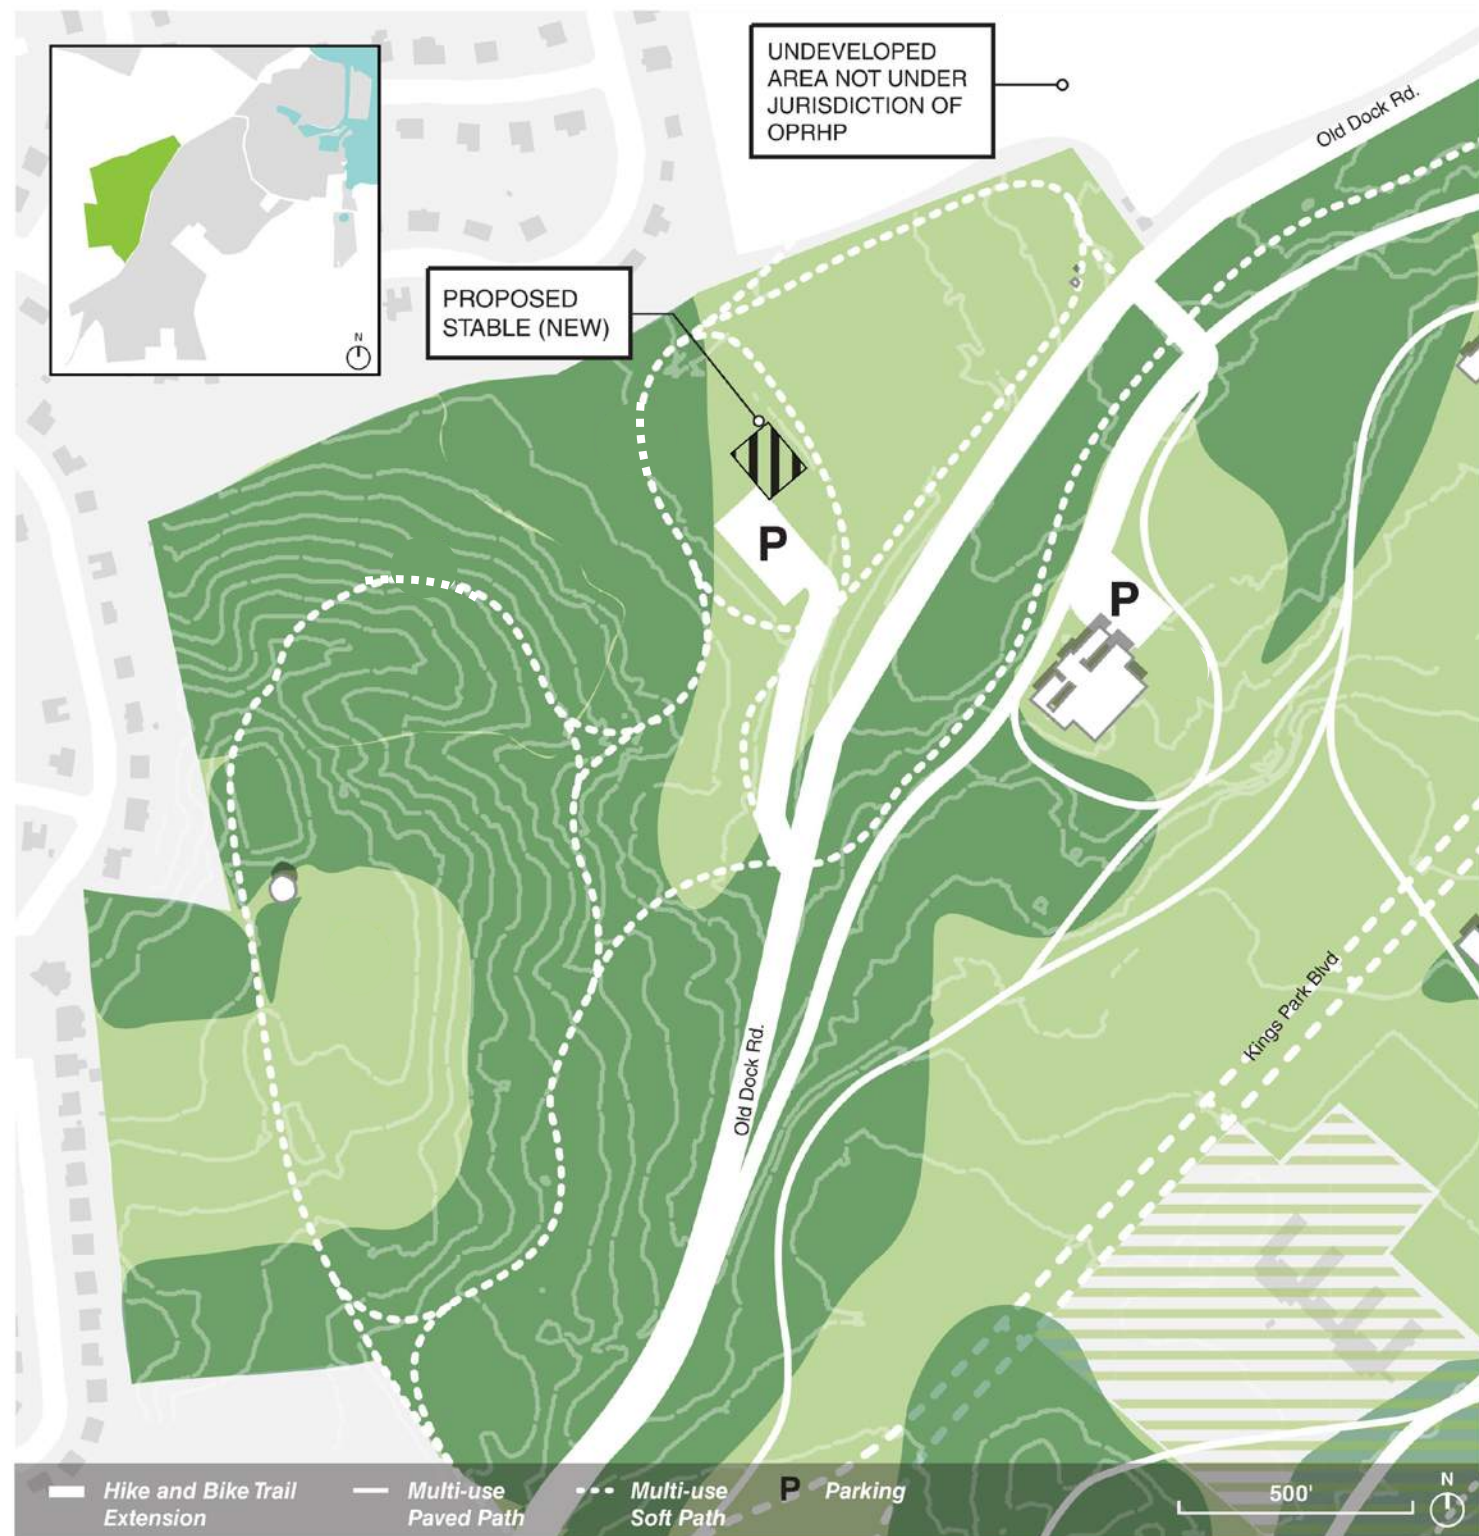 UNDEVELOPED
AREA NOT UNDER
JURISDICTION OF
OPRHP
Old Dock Rd.
N
PROPOSED
STABLE (NEW)
P
P
Kings Park Blvd
Old Dock Rd.
Hike and Bike Trail
Extension
Multi-use
Paved Path
Multi-use
Soft Path
P
Parking
500'
N